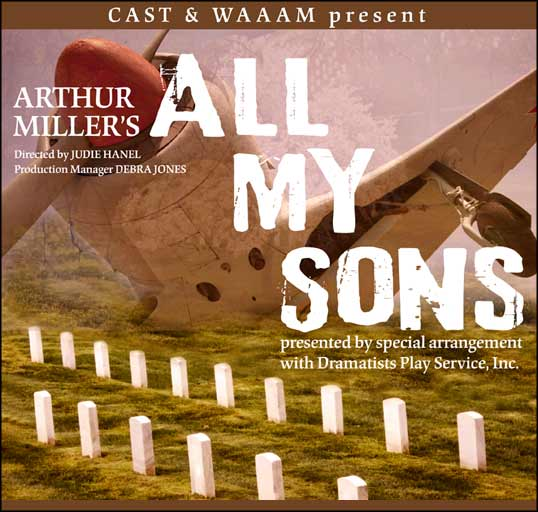 CAST & WAAAM present
ARTHUR
MILLER'S
ALL
MY
SONS
Directed by JUDIE HANEL
Production Manager DEBRA JONES
presented by special arrangement
with Dramatists Play Service, Inc.